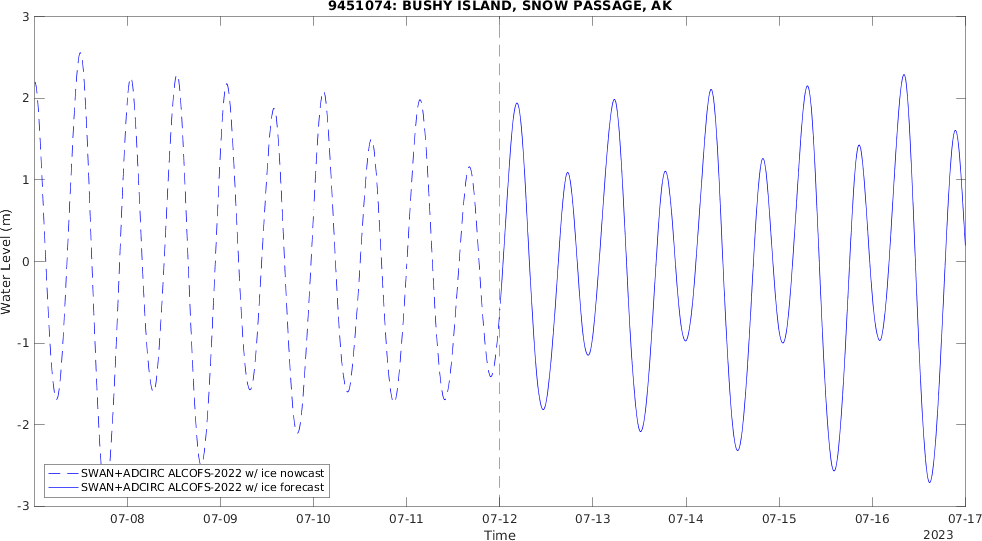 9451074: BUSHY ISLAND, SNOW PASSAGE, AK
3
2
1
0
-1
-2
-3
Water Level (m)
SWAN+ADCIRC ALCOFS-2022 w/ ice nowcast
SWAN+ADCIRC ALCOFS-2022 w/ ice forecast
07-08 07-09 07-10 07-11 07-12 07-13 07-14 07-15 07-16 07-17
Time
2023